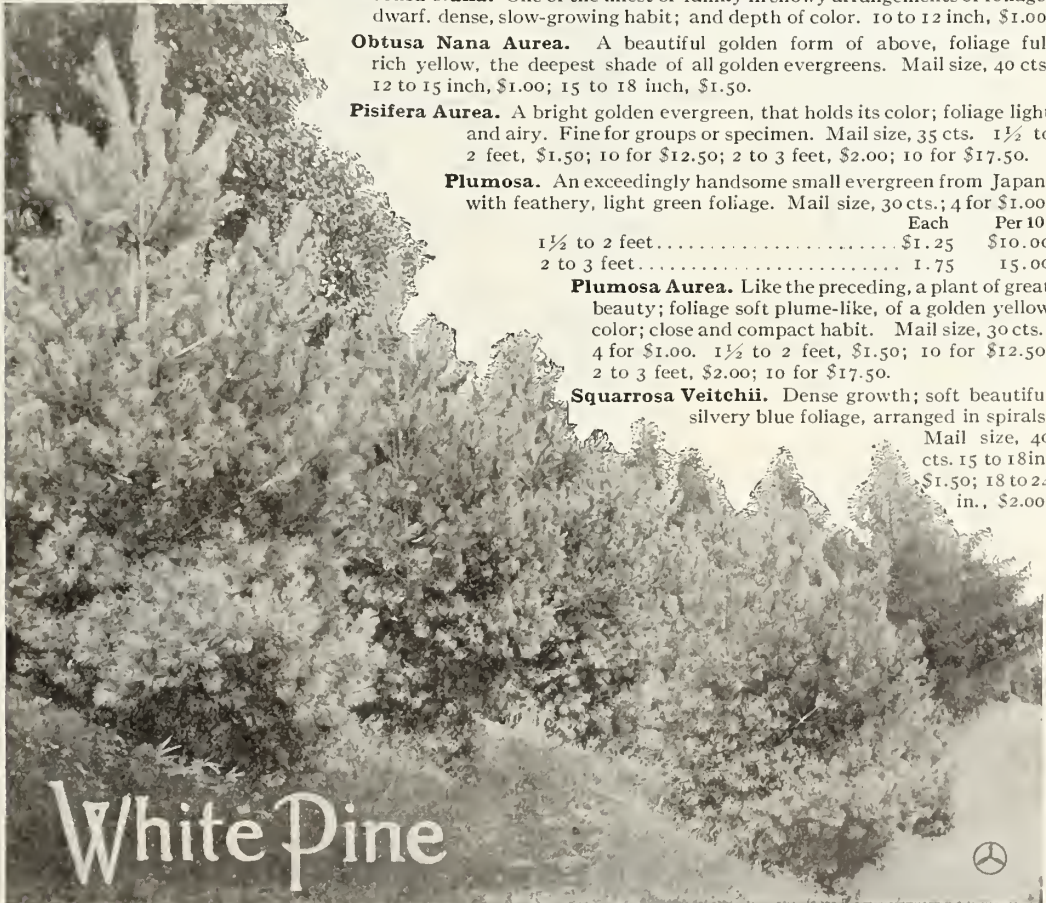 dwarf. dense, slow-growing habit; and depth of color. 10 to 12 inch, $1.00
Obtusa Nana Aurea. A beautiful golden form of above, foliage ful
rich yellow, the deepest shade of all golden evergreens. Mail size, 40 cts
12 to 15 inch, $1.00; 15 to 18 inch, $1.50.
Pisifera Aurea. A bright golden evergreen, that holds its color; foliage light
and airy. Fine for groups or specimen. Mail size, 35 cts. 1½ to
2 feet, $1.50; 10 for $12.50; 2 to 3 feet, $2.00; 10 for $17.50.
Plumosa. An exceedingly handsome small evergreen from Japan
with feathery, light green foliage. Mail size, 30 cts.; 4 for $1.00
Each Per 10
1½ to 2 feet........................$1.25 $10.00
2 to 3 feet.......................... 1.75 15.00
Plumosa Aurea. Like the preceding, a plant of great
beauty; foliage soft plume-like, of a golden yellow
color; close and compact habit. Mail size, 30 cts.
4 for $1.00. 1½ to 2 feet, $1.50; 10 for $12.50
2 to 3 feet, $2.00; 10 for $17.50.
Squarrosa Veitchii. Dense growth; soft beautifu
silvery blue foliage, arranged in spirals
Mail size, 40
cts. 15 to 18 in
$1.50; 18 to 2
in., $2.00
White Pine